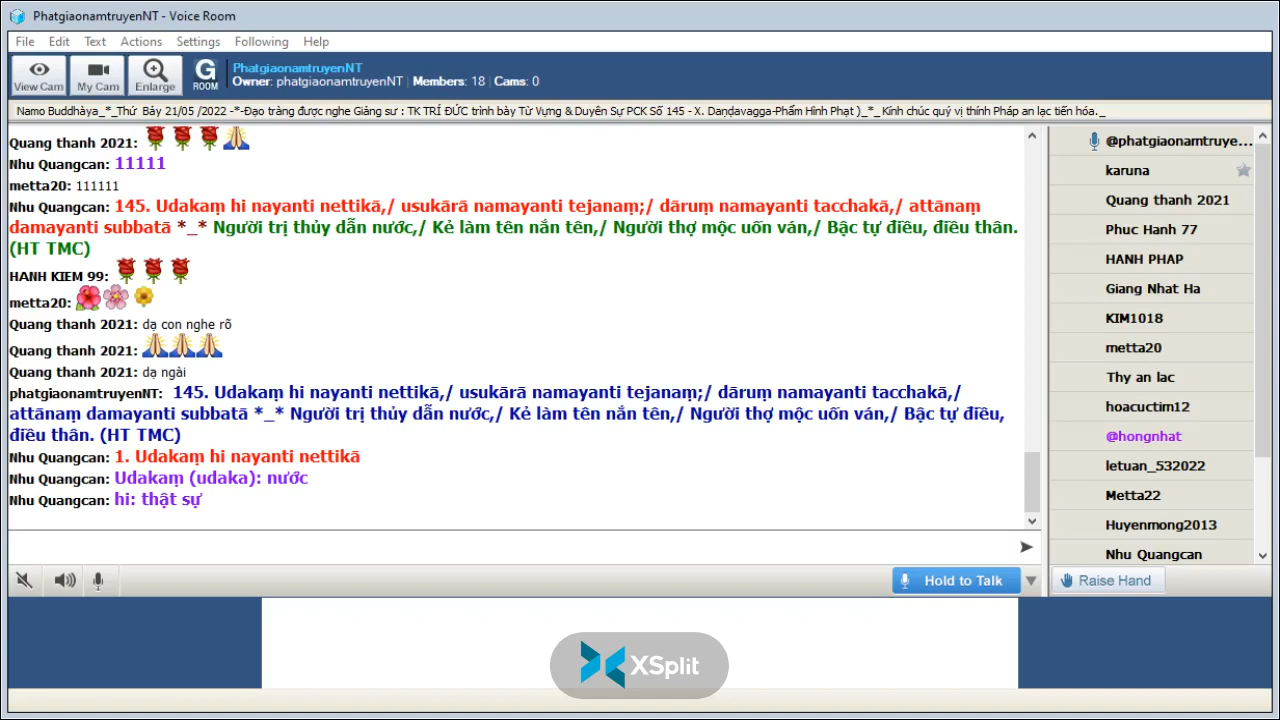 PhatgiaonamtruyenNT - Voice Room
File Edit Text Actions Settings Following Help
View Cam My Cam Enlarge G ROOM
PhatgiaonamtruyenNT
Owner: phatgiaonamtruyenNT | Members: 18 | Cams: 0
Namo Buddhàya_*_Thứ Bảy 21/05 /2022 -*-Đạo tràng được nghe Giảng sư : TK TRÍ ĐỨC trình bày Từ Vựng & Duyên Sự PCK Số 145 - X. Daṇḍavagga-Phẩm Hình Phạt )_*_ Kính chúc quý vị thính Pháp an lạc tiến hóa._
Quang thanh 2021:
Nhu Quangcan: 11111
metta20: 111111
Nhu Quangcan: 145. Udakaṃ hi nayanti nettikā,/ usukārā namayanti tejanaṃ;/ dāruṃ namayanti tacchakā,/ attānaṃ
damayanti subbatā *_* Người trị thủy dẫn nước,/ Kẻ làm tên nắn tên,/ Người thợ mộc uốn ván,/ Bậc tự điều, điều thân.
(HT TMC)
HANH KIEM 99:
metta20:
Quang thanh 2021: dạ con nghe rõ
Quang thanh 2021:
Quang thanh 2021: dạ ngài
phatgiaonamtruyenNT: 145. Udakaṃ hi nayanti nettikā,/ usukārā namayanti tejanaṃ;/ dāruṃ namayanti tacchakā,/
attānaṃ damayanti subbatā *_* Người trị thủy dẫn nước,/ Kẻ làm tên nắn tên,/ Người thợ mộc uốn ván,/ Bậc tự điều,
điều thân. (HT TMC)
Nhu Quangcan: 1. Udakaṃ hi nayanti nettikā
Nhu Quangcan: Udakaṃ (udaka): nước
Nhu Quangcan: hi: thật sự
@phatgiaonamtruye...
karuna
Quang thanh 2021
Phuc Hanh 77
HANH PHAP
Giang Nhat Ha
KIM1018
metta20
Thy an lac
hoacuctim12
@hongnhat
letuan_532022
Metta22
Huyenmong2013
Nhu Quangcan
Hold to Talk
Raise Hand
XSplit